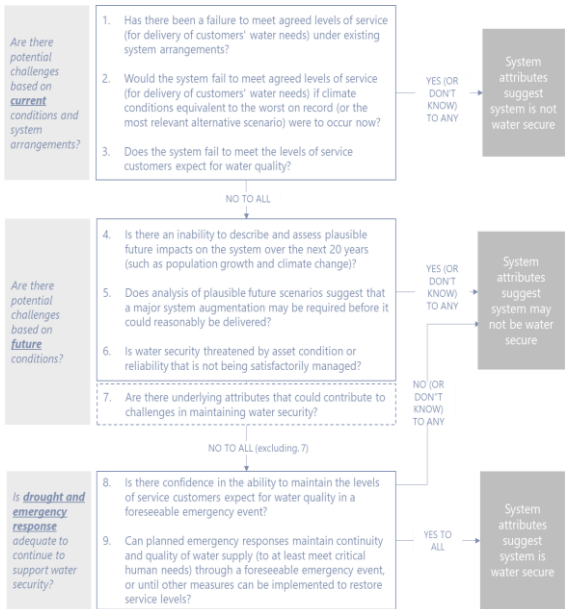 Are there
potential
challenges
based on
current
conditions and
system
arrangements?
1. Has there been a failure to meet agreed levels of service
(for delivery of customers' water needs) under existing
system arrangements?
2. Would the system fail to meet agreed levels of service
(for delivery of customers' water needs) if climate
conditions equivalent to the worst on record (or the
most relevant alternative scenario) were to occur now?
3. Does the system fail to meet the levels of service
customers expect for water quality?
YES (OR
DON'T
KNOW)
TO ANY
System
attributes
suggest
system is not
water secure
NO TO ALL
Are there
potential
challenges
based on
future
conditions?
4. Is there an inability to describe and assess plausible
future impacts on the system over the next 20 years
(such as population growth and climate change)?
5. Does analysis of plausible future scenarios suggest that
a major system augmentation may be required before it
could reasonably be delivered?
6. Is water security threatened by asset condition or
reliability that is not being satisfactorily managed?
7. Are there underlying attributes that could contribute to
challenges in maintaining water security?
YES (OR
DON'T
KNOW)
TO ANY
System
attributes
suggest
system may
not be water
secure
NO (OR
DON'T
KNOW)
TO ANY
NO TO ALL (excluding. 7)
Is drought and
emergency
response
adequate to
continue to
support water
security?
8. Is there confidence in the ability to maintain the levels
of service customers expect for water quality in a
foreseeable emergency event?
9. Can planned emergency responses maintain continuity
and quality of water supply (to at least meet critical
human needs) through a foreseeable emergency event,
or until other measures can be implemented to restore
service levels?
YES TO
ALL
System
attributes
suggest
system is
water secure